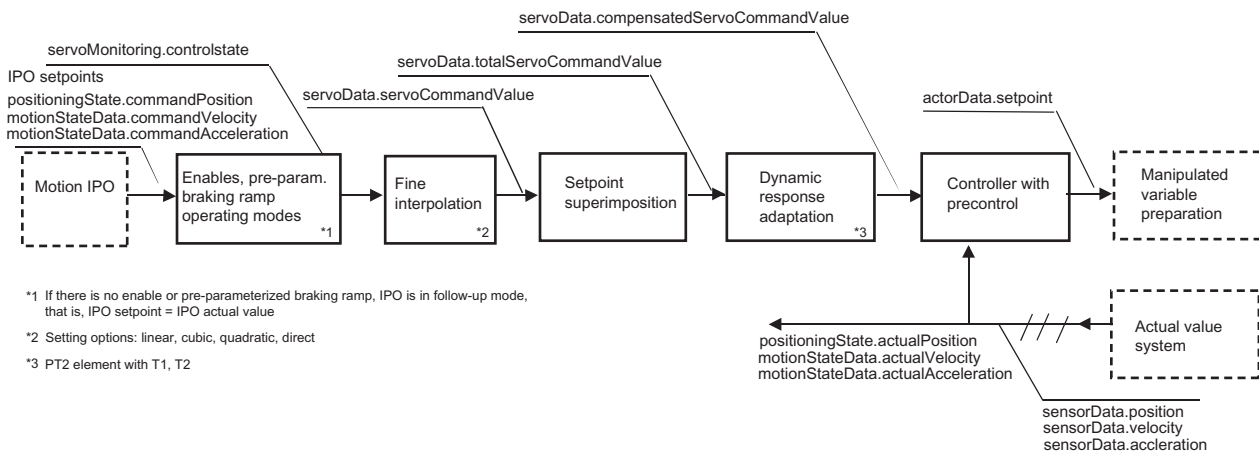 servoData.compensatedServoCommandValue
servoMonitoring.controlstate
servoData.totalServoCommandValue
IPO setpoints
positioningState.commandPosition
motionStateData.commandVelocity
motionStateData.commandAcceleration
servoData.servoCommandValue
actorData.setpoint
Motion IPO
Enables, pre-param.
braking ramp
operating modes
*1
Fine
interpolation
*2
Setpoint
superimposition
Dynamic
response
adaptation
*3
Controller with
precontrol
Manipulated
variable
preparation
*1 If there is no enable or pre-parameterized braking ramp, IPO is in follow-up mode,
that is, IPO setpoint = IPO actual value
*2 Setting options: linear, cubic, quadratic, direct
*3 PT2 element with T1, T2
positioningState.actualPosition
motionStateData.actualVelocity
motionStateData.actualAcceleration
Actual value
system
sensorData.position
sensorData.velocity
sensorData.accleration